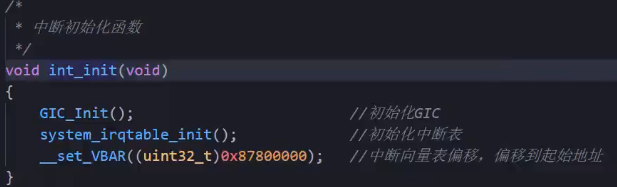 /*
 * 中断初始化函数
 */
void int_init(void)
{
    GIC_Init();                          //初始化GIC
    system_irqtable_init();              //初始化中断表
    __set_VBAR((uint32_t)0x87800000);    //中断向量表偏移，偏移到起始地址
}